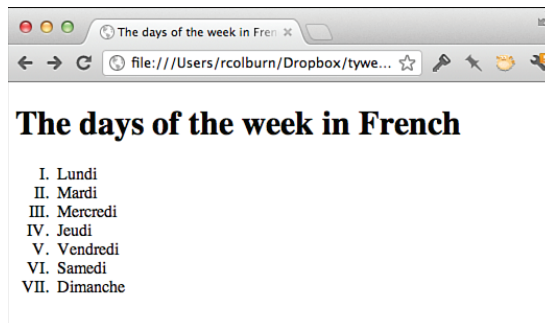 The days of the week in Fren
file:///Users/rcolburn/Dropbox/tywe...
The days of the week in French
I. Lundi
II. Mardi
III. Mercredi
IV. Jeudi
V. Vendredi
VI. Samedi
VII. Dimanche